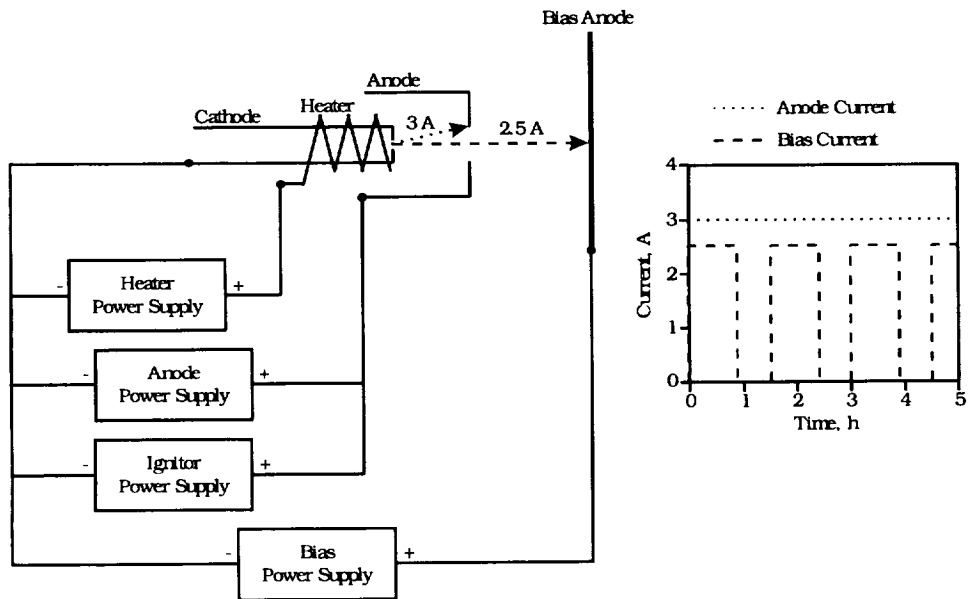 Bias Anode
Anode
Heater
Cathode
3 A
2.5 A
Anode Current
Bias Current
- Heater +
Power Supply
- Anode +
Power Supply
- Ignitor +
Power Supply
- Bias +
Power Supply
4
3
2
1
0
Current, A
0 1 2 3 4 5
Time, h